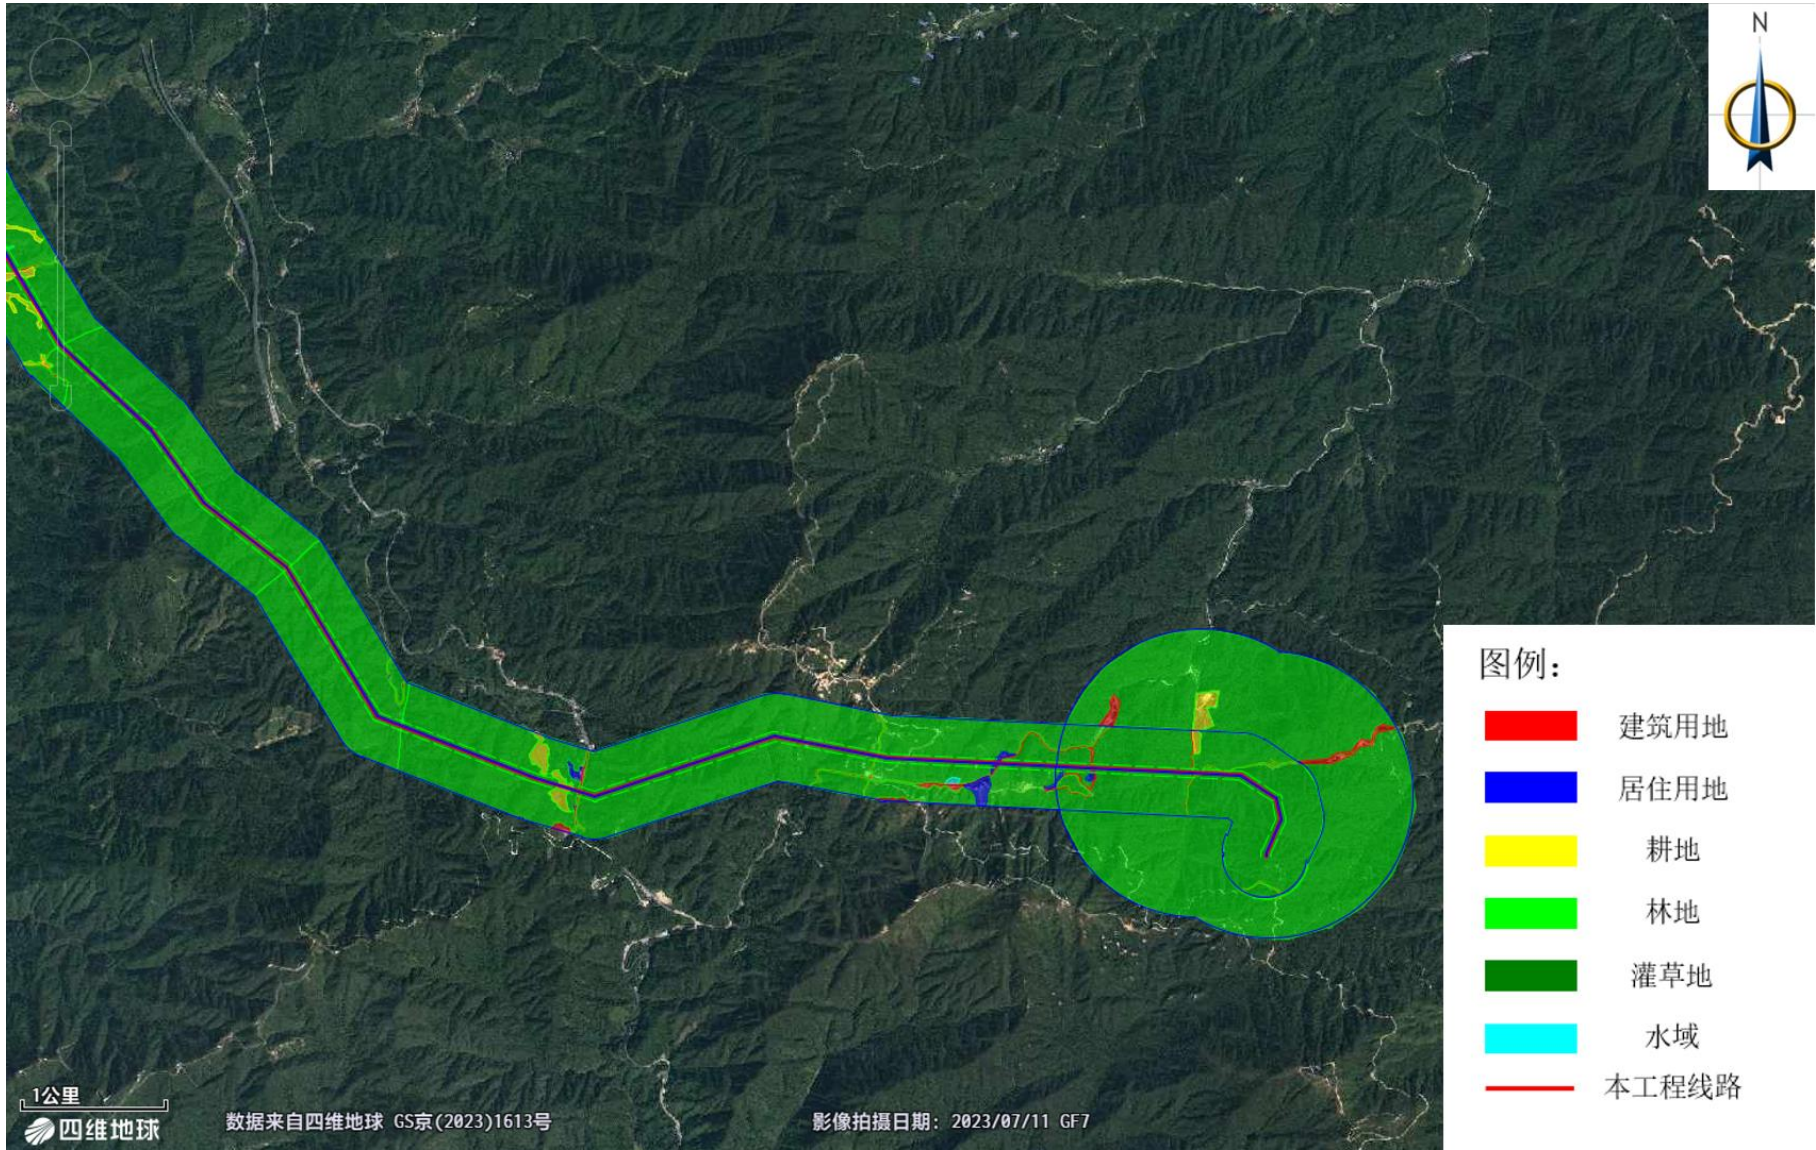 N
图例：
建筑用地
居住用地
耕地
林地
灌草地
水域
本工程线路
1公里
四维地球
数据来自四维地球 GS京(2023)1613号
影像拍摄日期： 2023/07/11 GF7